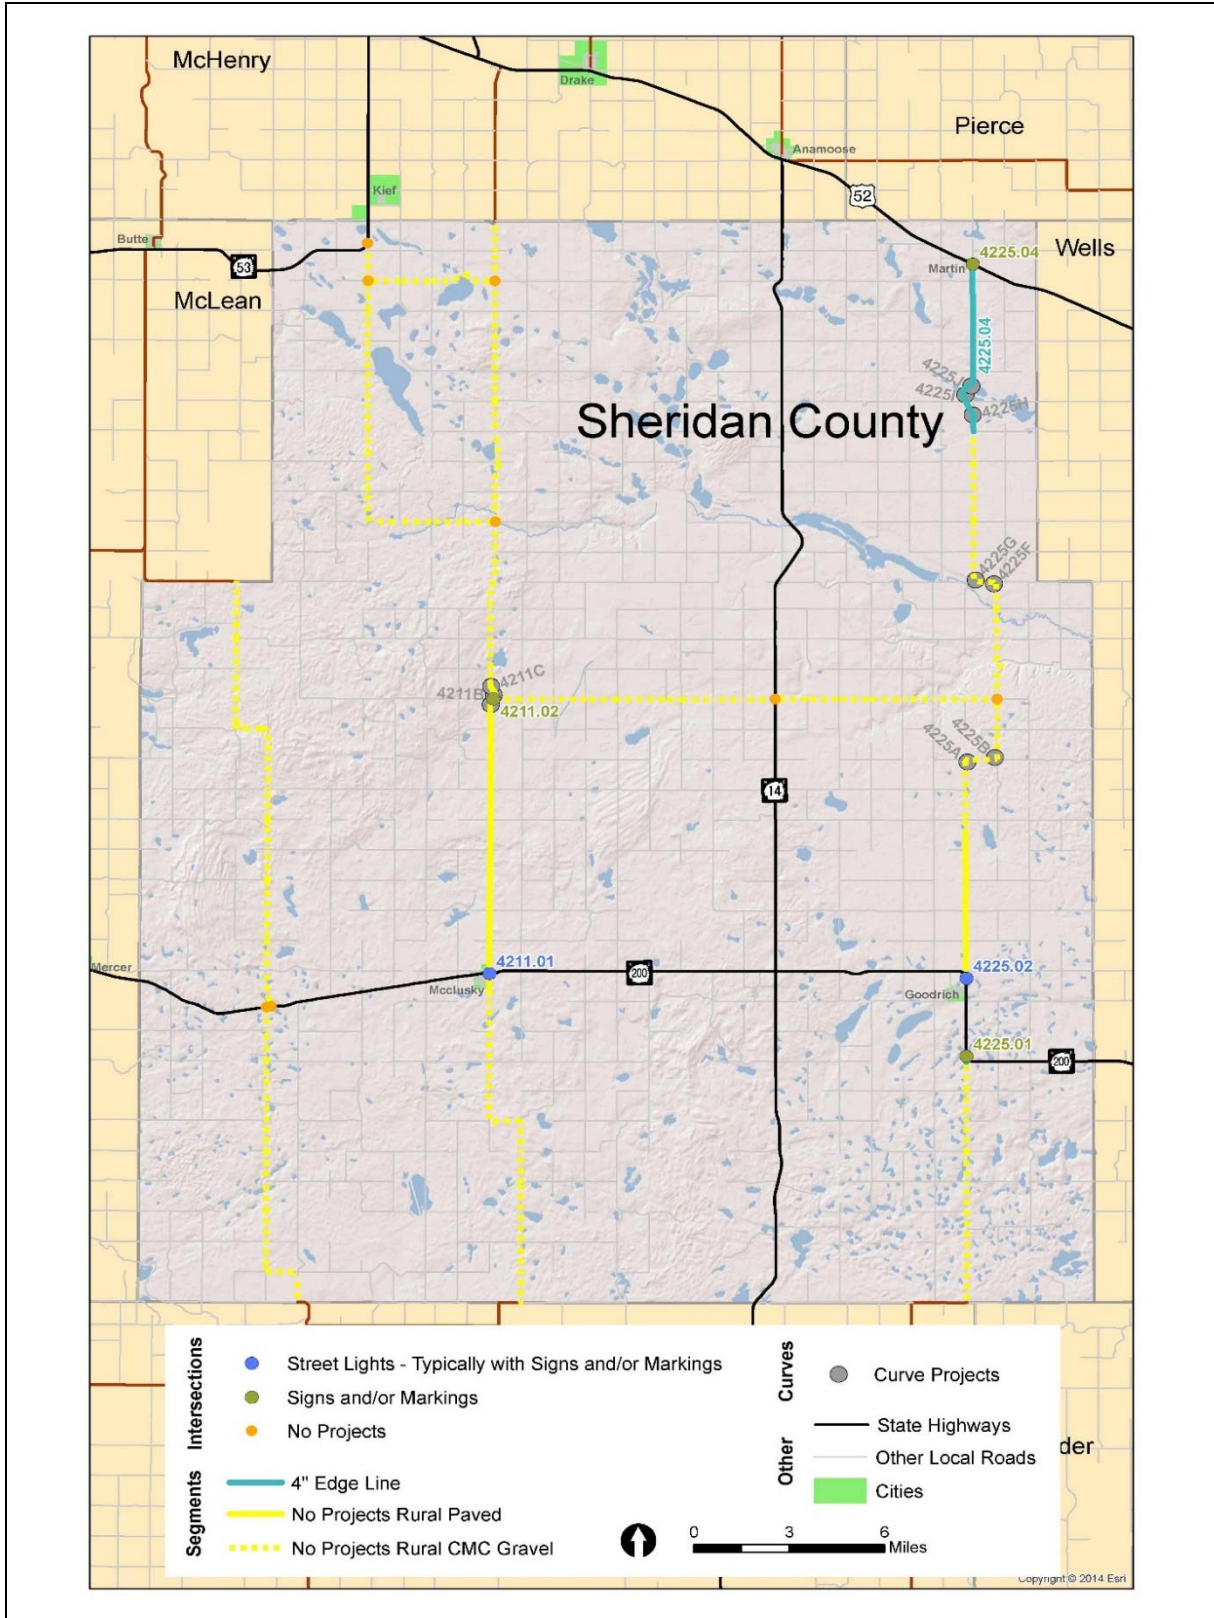 McHenry
Drake
Pierce
Anamoose
Kief
52
Butte
53
Wells
4225.04
Martin
McLean
4225.04
4225J
4225I
4225H
Sheridan County
4225G
4225F
4211C
4211B
4211.02
4225B
4225A
14
4211.01
4225.02
Mercer
200
Mcclusky
Goodrich
4225.01
200
Intersections
Street Lights - Typically with Signs and/or Markings
Signs and/or Markings
No Projects
Segments
4" Edge Line
No Projects Rural Paved
No Projects Rural CMC Gravel
Curves
Curve Projects
Other
State Highways
Other Local Roads
Cities
der
0 3 6
Miles
Copyright:© 2014 Esri